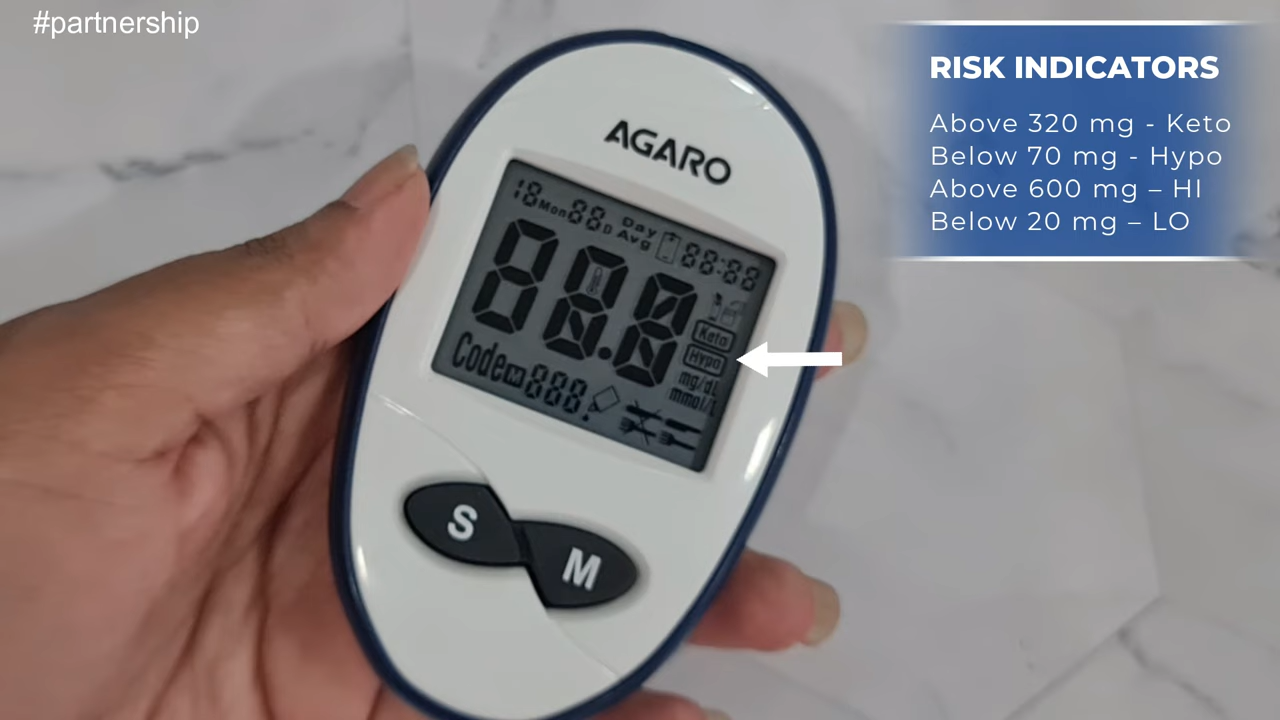 #partnership
RISK INDICATORS
Above 320 mg - Keto
Below 70 mg - Hypo
Above 600 mg – HI
Below 20 mg – LO
AGARO
18 Mon 88 D Day Avg 88:88
88.8
Keto
Hypo
mg/dL
mmol/L
Code M 888
S
M